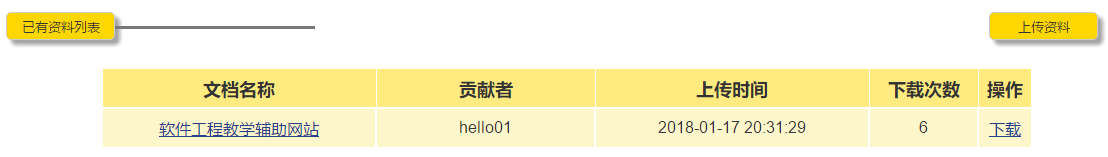 已有资料列表 上传资料
文档名称 贡献者 上传时间 下载次数 操作
软件工程教学辅助网站 hello01 2018-01-17 20:31:29 6 下载